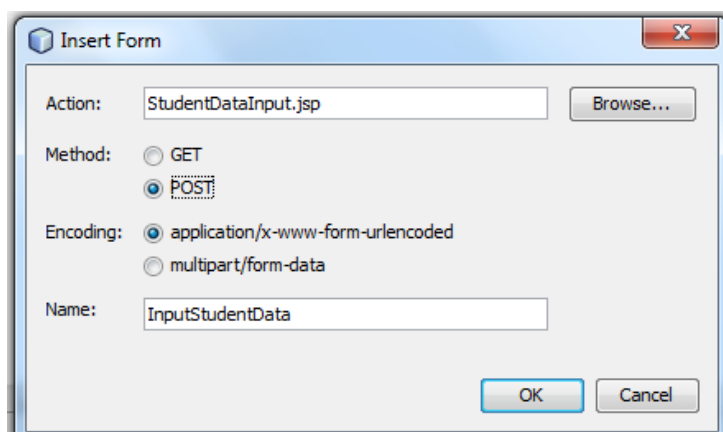 Insert Form
Action: StudentDataInput.jsp Browse...
Method: GET
POST
Encoding: application/x-www-form-urlencoded
multipart/form-data
Name: InputStudentData
OK Cancel